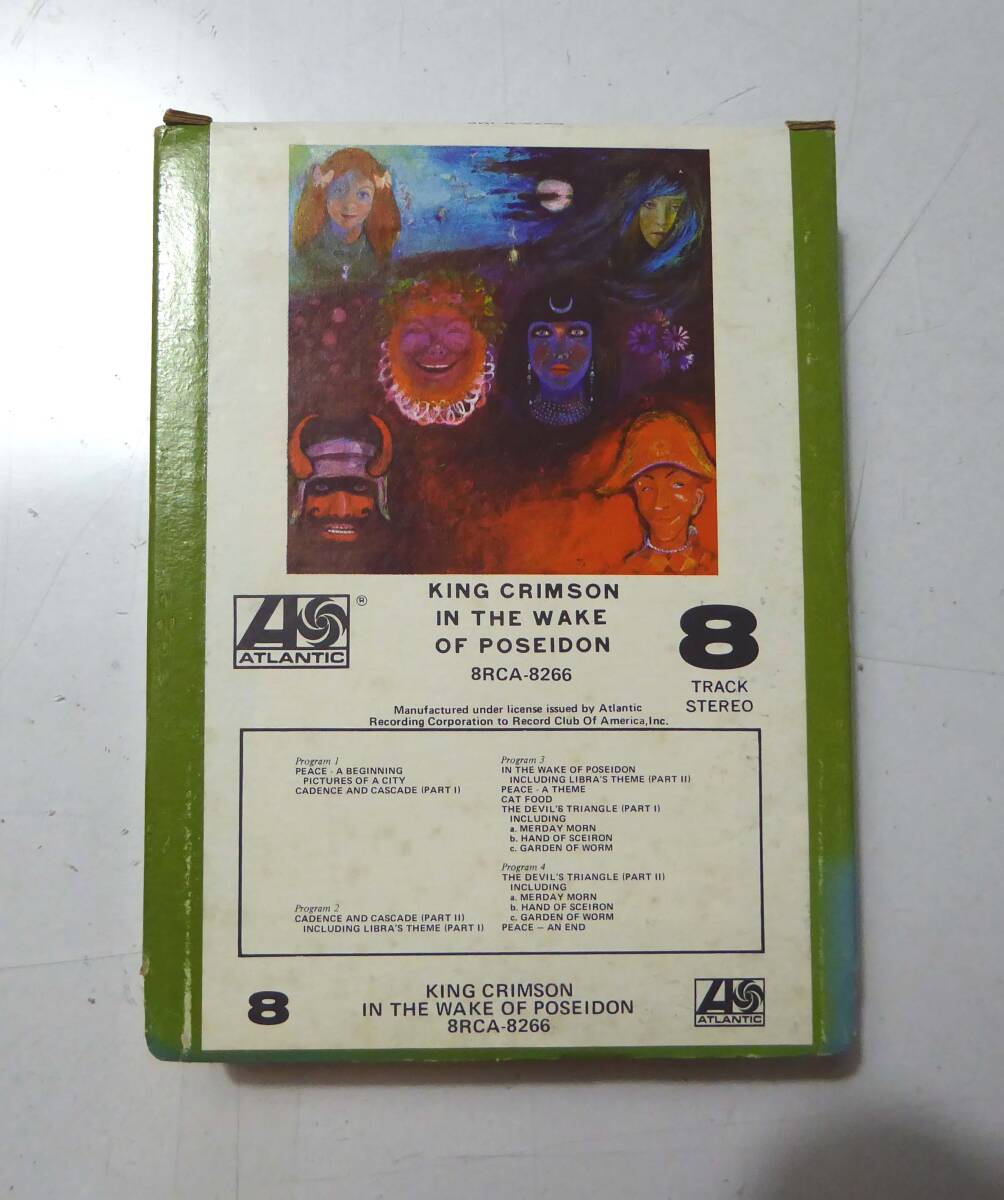 ATLANTIC
®
KING CRIMSON
IN THE WAKE
OF POSEIDON
8RCA-8266
8
TRACK
STEREO
Manufactured under license issued by Atlantic
Recording Corporation to Record Club Of America,Inc.
Program 1
PEACE - A BEGINNING
PICTURES OF A CITY
CADENCE AND CASCADE (PART I)
Program 2
CADENCE AND CASCADE (PART II)
INCLUDING LIBRA'S THEME (PART I)
Program 3
IN THE WAKE OF POSEIDON
INCLUDING LIBRA'S THEME (PART II)
PEACE - A THEME
CAT FOOD
THE DEVIL'S TRIANGLE (PART I)
INCLUDING
a. MERDAY MORN
b. HAND OF SCEIRON
c. GARDEN OF WORM
Program 4
THE DEVIL'S TRIANGLE (PART II)
INCLUDING
a. MERDAY MORN
b. HAND OF SCEIRON
c. GARDEN OF WORM
PEACE — AN END
8
KING CRIMSON
IN THE WAKE OF POSEIDON
8RCA-8266
ATLANTIC